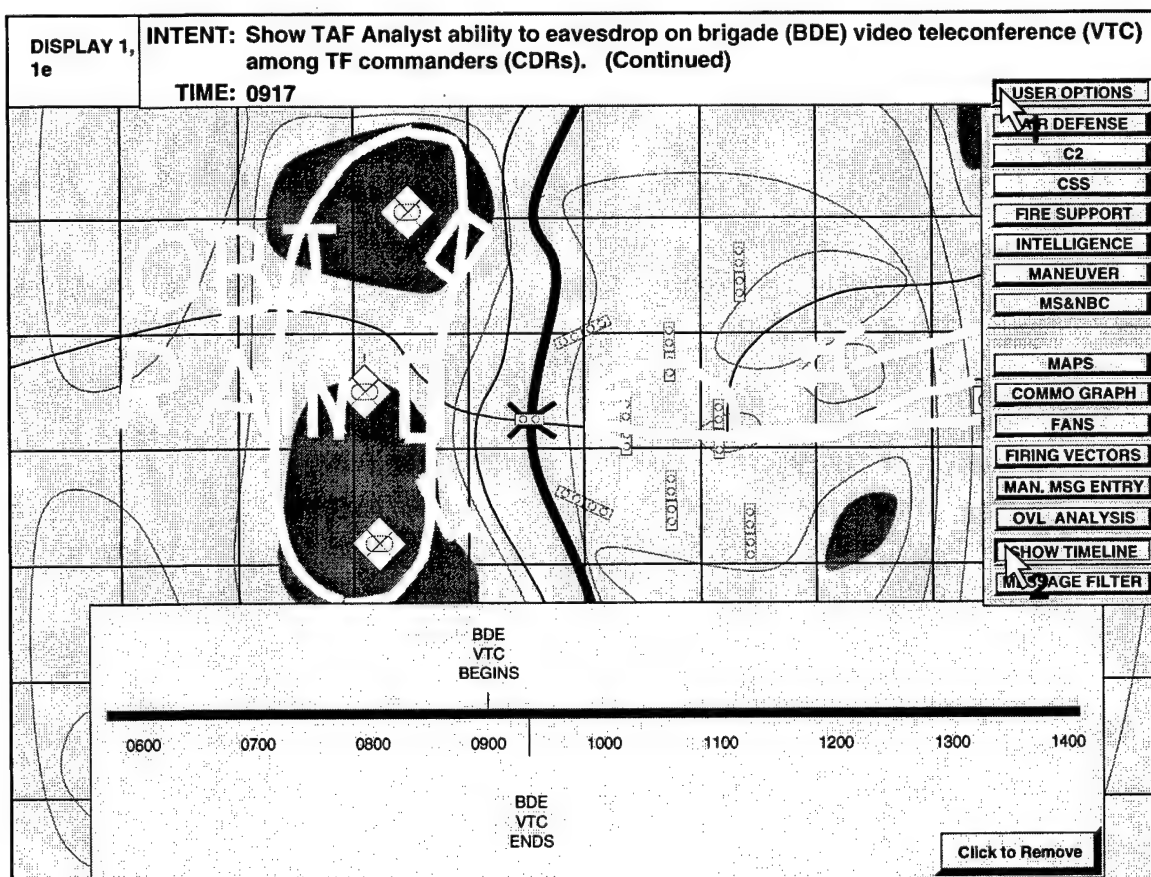 DISPLAY 1,
1e
INTENT: Show TAF Analyst ability to eavesdrop on brigade (BDE) video teleconference (VTC)
among TF commanders (CDRs). (Continued)
TIME: 0917
USER OPTIONS
AIR DEFENSE
1
C2
CSS
FIRE SUPPORT
INTELLIGENCE
MANEUVER
MS&NBC
MAPS
COMMO GRAPH
FANS
FIRING VECTORS
MAN. MSG ENTRY
OVL ANALYSIS
SHOW TIMELINE
MESSAGE FILTER
2
OBJ
RAIN
BDE
VTC
BEGINS
0600 0700 0800 0900 1000 1100 1200 1300 1400
BDE
VTC
ENDS
Click to Remove